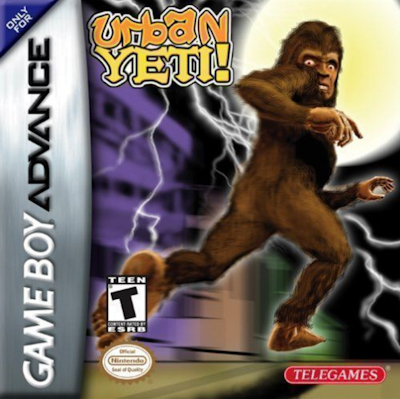 ONLY
FOR
GAME BOY ADVANCE
Urban
YETI!
TEEN
T
CONTENT RATED BY
ESRB
Official
Nintendo
Seal of Quality
TELEGAMES